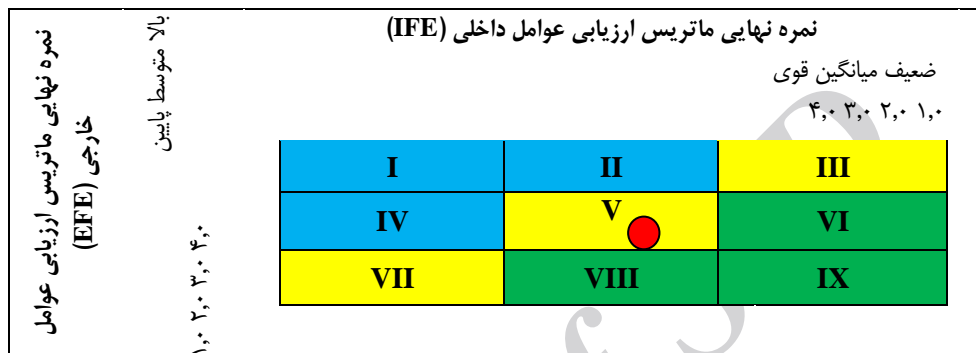 نمره نهایی ماتریس ارزیابی عوامل داخلی (IFE)
ضعیف میانگین قوی
۴,۰ ۳,۰ ۲,۰ ۱,۰
نمره نهایی ماتریس ارزیابی عوامل
خارجی (EFE)
بالا متوسط پایین
۱,۰ ۲,۰ ۳,۰ ۴,۰
I II III
IV V VI
VII VIII IX